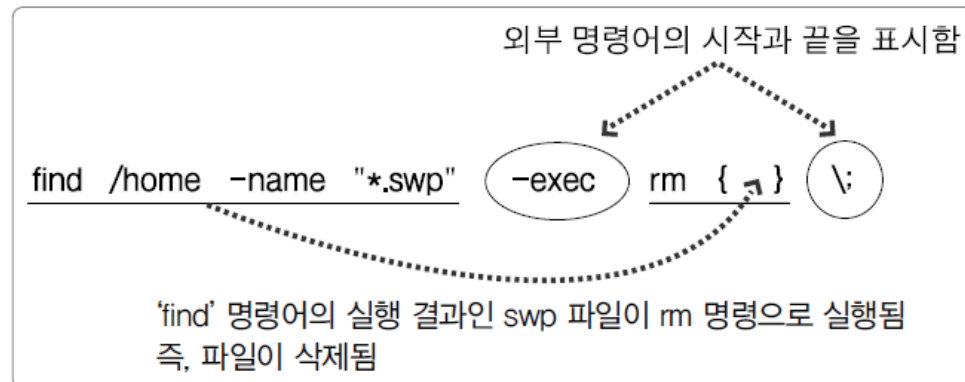 외부 명령어의 시작과 끝을 표시함
find /home -name "*.swp" -exec rm { } \;
‘find’ 명령어의 실행 결과인 swp 파일이 rm 명령으로 실행됨
즉, 파일이 삭제됨